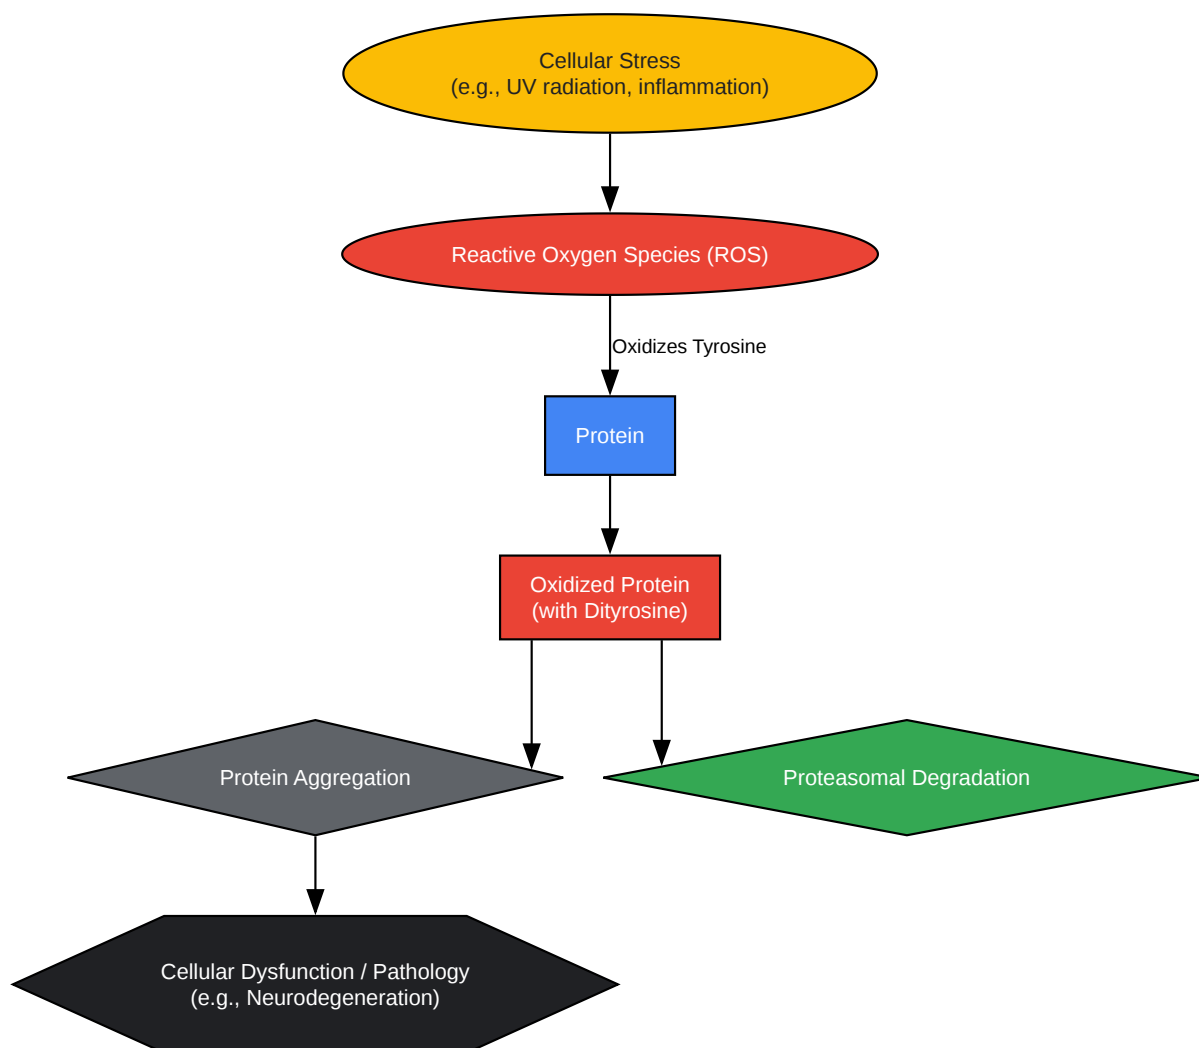 Cellular Stress
(e.g., UV radiation, inflammation)
Reactive Oxygen Species (ROS)
Oxidizes Tyrosine
Protein
Oxidized Protein
(with Dityrosine)
Protein Aggregation
Proteasomal Degradation
Cellular Dysfunction / Pathology
(e.g., Neurodegeneration)